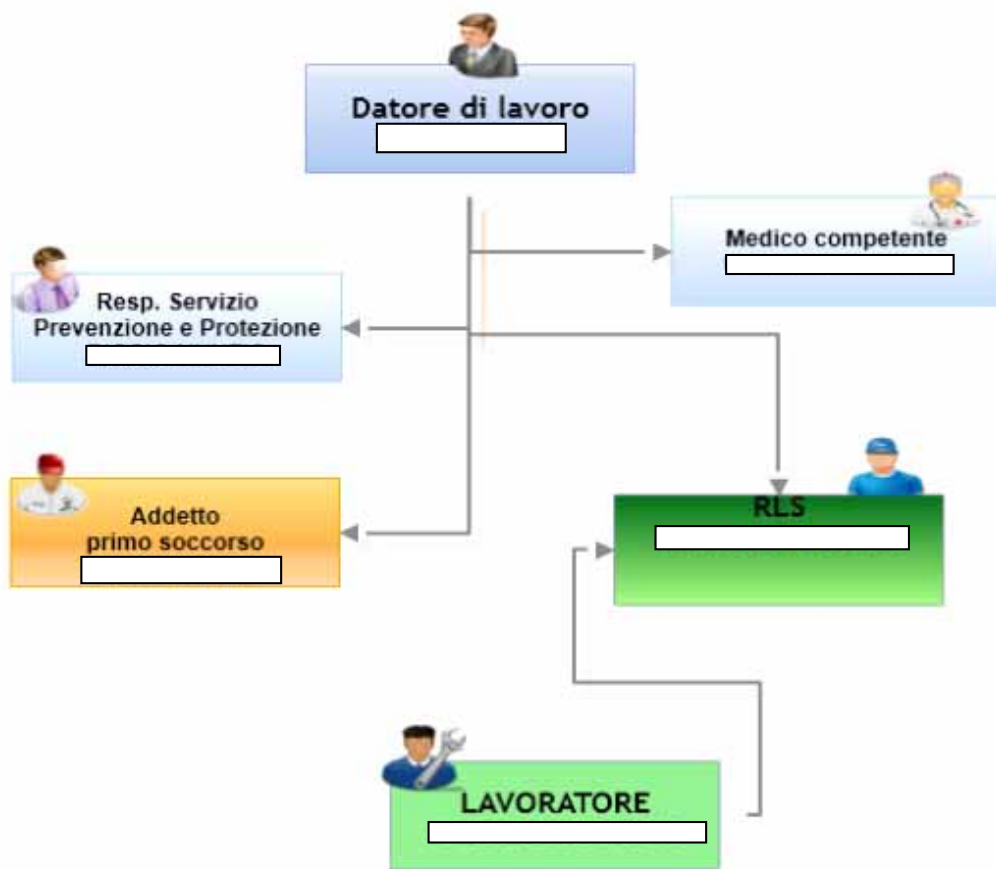 Datore di lavoro
Medico competente
Resp. Servizio
Prevenzione e Protezione
Addetto
primo soccorso
RLS
LAVORATORE